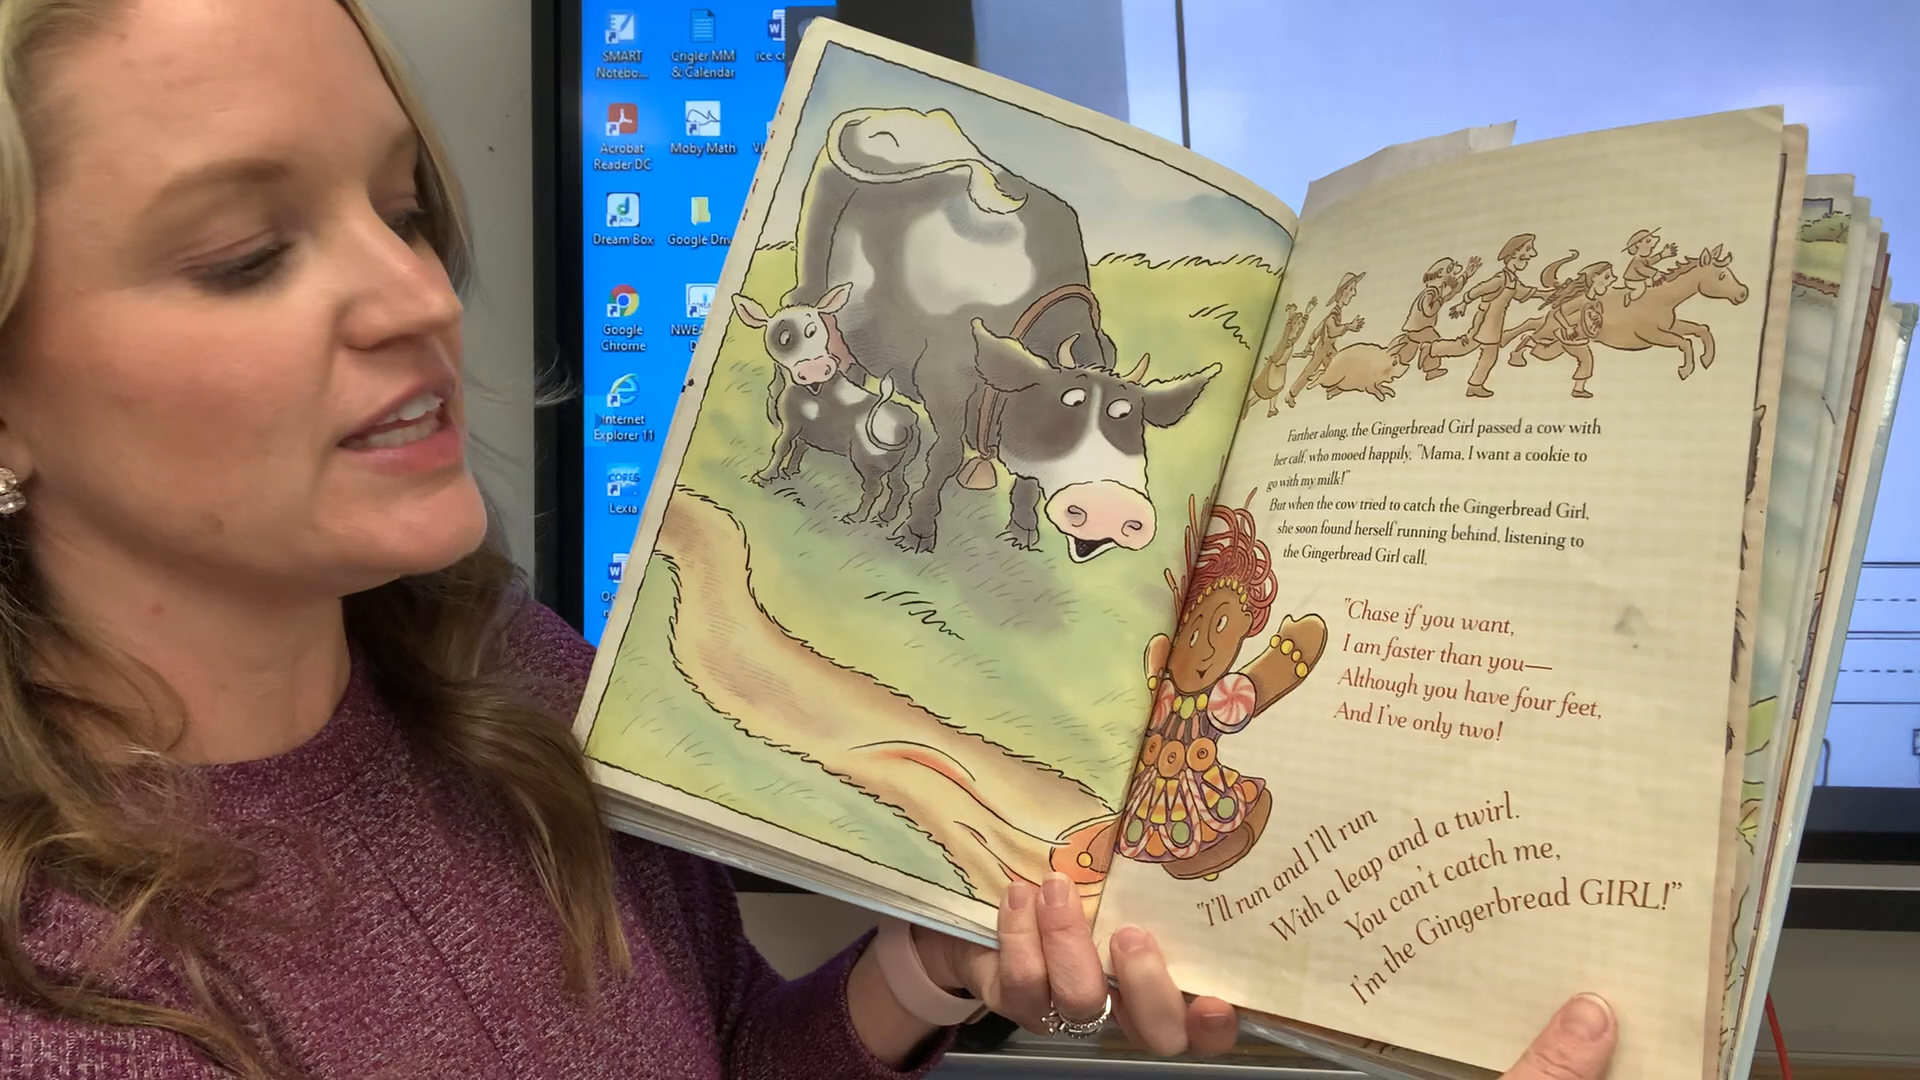 SMART
Notebo...
Crigler MM
& Calendar
Acrobat
Reader DC
Moby Math
Dream Box
Google
Google
Chrome
Internet
Explorer 11
Lexia
Farther along, the Gingerbread Girl passed a cow with
her calf, who mooed happily, "Mama, I want a cookie to
go with my milk!"
But when the cow tried to catch the Gingerbread Girl,
she soon found herself running behind, listening to
the Gingerbread Girl call,
"Chase if you want,
I am faster than you—
Although you have four feet,
And I've only two!
"I'll run and I'll run
With a leap and a twirl.
You can't catch me,
I'm the Gingerbread GIRL!"